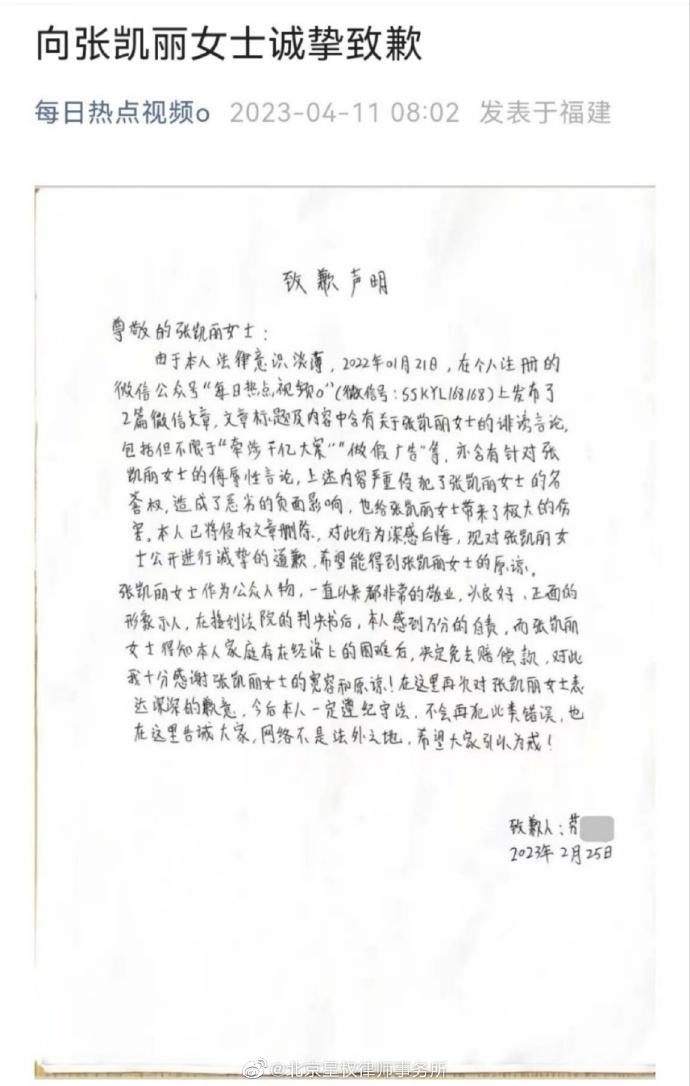 向张凯丽女士诚挚致歉
每日热点视频o 2023-04-11 08:02 发表于福建
致歉声明
尊敬的张凯丽女士：
由于本人法律意识淡薄，2022年01月21日，在个人注册的
微信公众号“每日热点视频o”(微信号：SSKYL168168)上发布了
2篇微信文章，文章标题及内容中含有关于张凯丽女士的诽谤言论，
包括但不限于“牵涉千亿大案”“做假广告”等，亦含有针对张
凯丽女士的侮辱性言论，上述内容严重侵犯了张凯丽女士的名
誉权，造成了恶劣的负面影响，也给张凯丽女士带来了极大的伤
害。本人已将侵权文章删除，对此行为深感后悔，现对张凯丽女
士公开进行诚挚的道歉，希望能得到张凯丽女士的原谅。
张凯丽女士作为公众人物，一直以来都非常的敬业，以良好、正面的
形象示人，在接到法院的判决书后，本人感到万分的自责，而张凯丽
女士得知本人家庭存在经济上的困难后，决定免去赔偿款，对此
我十分感谢张凯丽女士的宽容和原谅！在这里再次对张凯丽女士表
达深深的歉意，今后本人一定遵纪守法，不会再犯此类错误，也
在这里告诫大家，网络不是法外之地，希望大家引以为戒！
致歉人：劳
2023年2月25日
@北京星权律师事务所